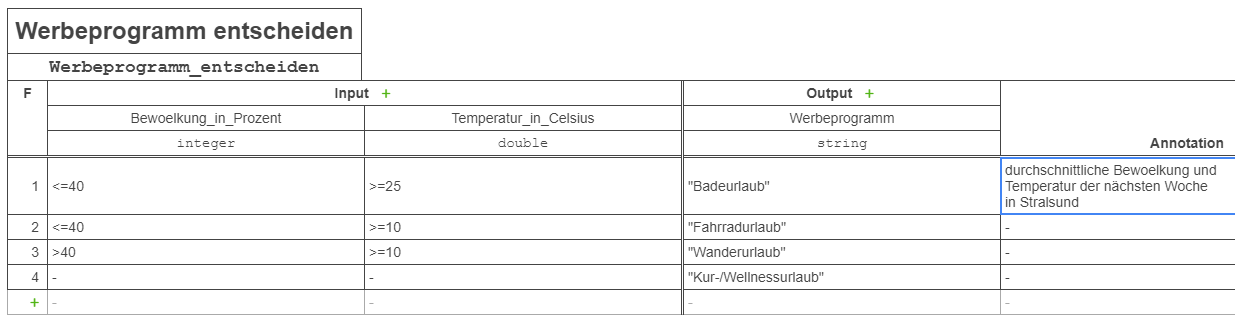 Werbeprogramm entscheiden
Werbeprogramm_entscheiden
F Input + Output + Annotation
Bewoelkung_in_Prozent Temperatur_in_Celsius Werbeprogramm
integer double string
1 <=40 >=25 "Badeurlaub" durchschnittliche Bewoelkung und
Temperatur der nächsten Woche
in Stralsund
2 <=40 >=10 "Fahrradurlaub" -
3 >40 >=10 "Wanderurlaub" -
4 - - "Kur-/Wellnessurlaub" -
+ - - - -